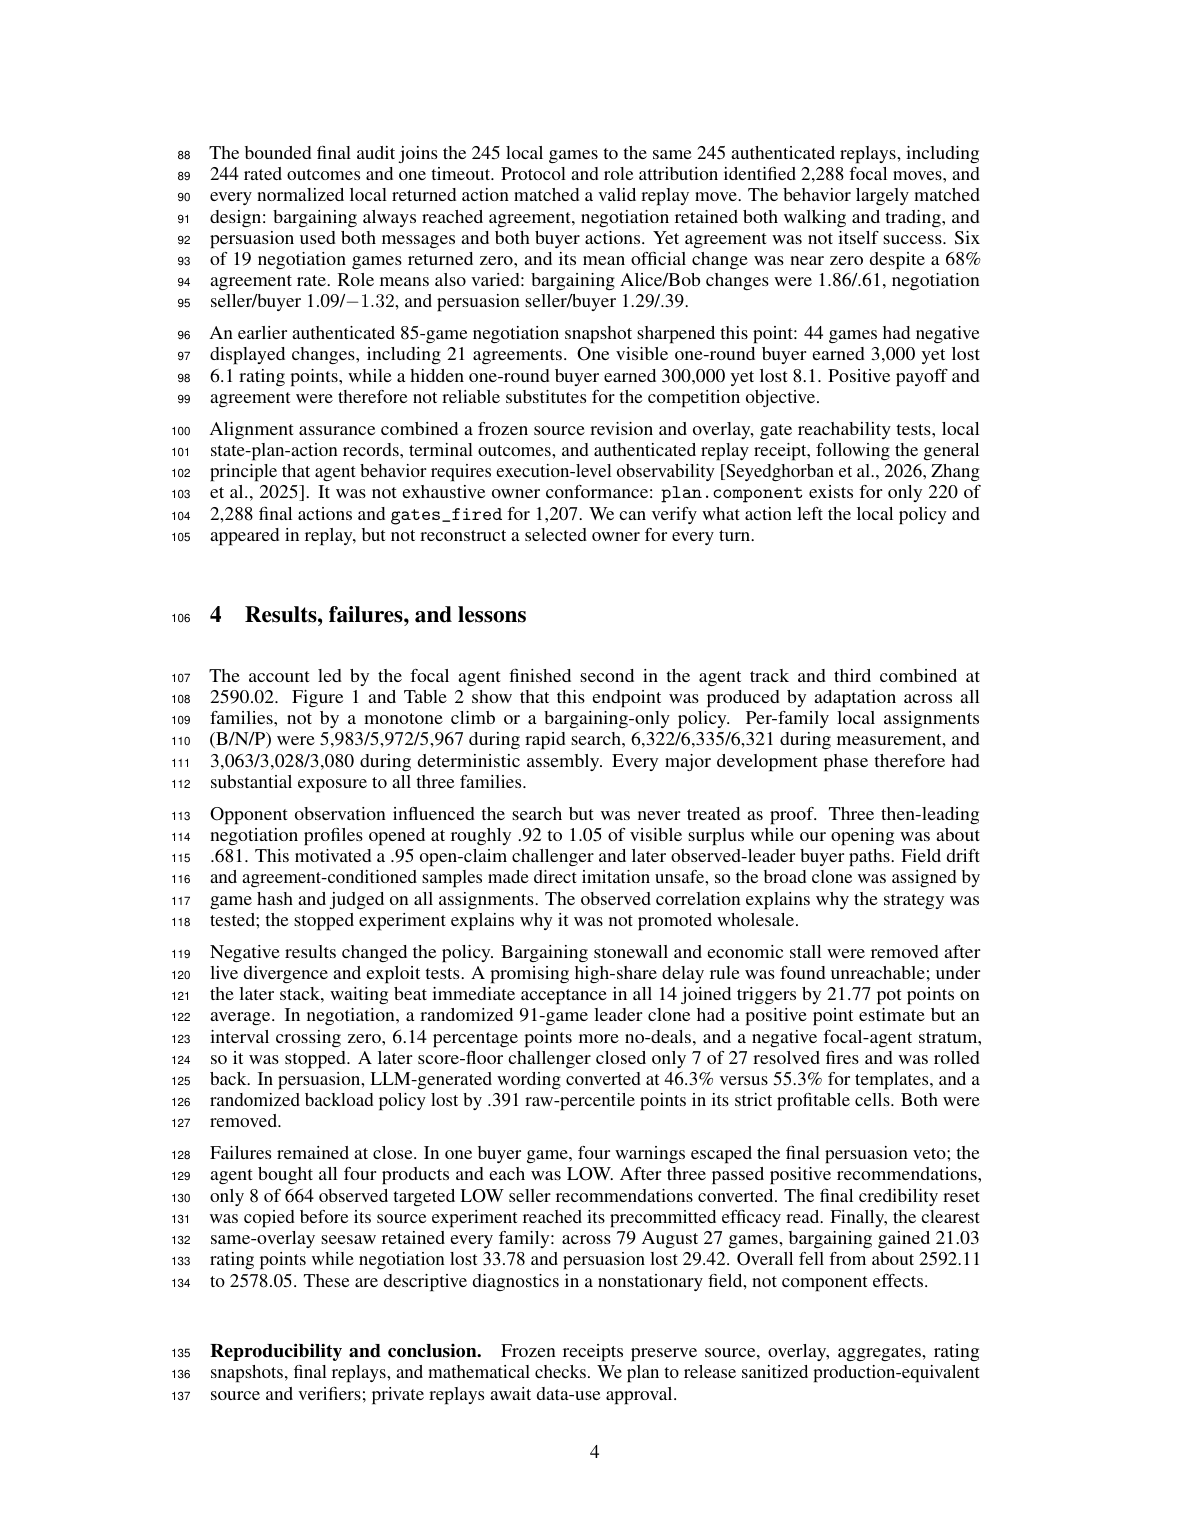 88 The bounded final audit joins the 245 local games to the same 245 authenticated replays, including
89 244 rated outcomes and one timeout. Protocol and role attribution identified 2,288 focal moves, and
90 every normalized local returned action matched a valid replay move. The behavior largely matched
91 design: bargaining always reached agreement, negotiation retained both walking and trading, and
92 persuasion used both messages and both buyer actions. Yet agreement was not itself success. Six
93 of 19 negotiation games returned zero, and its mean official change was near zero despite a 68%
94 agreement rate. Role means also varied: bargaining Alice/Bob changes were 1.86/.61, negotiation
95 seller/buyer 1.09/−1.32, and persuasion seller/buyer 1.29/.39.
96 An earlier authenticated 85-game negotiation snapshot sharpened this point: 44 games had negative
97 displayed changes, including 21 agreements. One visible one-round buyer earned 3,000 yet lost
98 6.1 rating points, while a hidden one-round buyer earned 300,000 yet lost 8.1. Positive payoff and
99 agreement were therefore not reliable substitutes for the competition objective.
100 Alignment assurance combined a frozen source revision and overlay, gate reachability tests, local
101 state-plan-action records, terminal outcomes, and authenticated replay receipt, following the general
102 principle that agent behavior requires execution-level observability [Seyedghorban et al., 2026, Zhang
103 et al., 2025]. It was not exhaustive owner conformance: plan.component exists for only 220 of
104 2,288 final actions and gates_fired for 1,207. We can verify what action left the local policy and
105 appeared in replay, but not reconstruct a selected owner for every turn.
106 4 Results, failures, and lessons
107 The account led by the focal agent finished second in the agent track and third combined at
108 2590.02. Figure 1 and Table 2 show that this endpoint was produced by adaptation across all
109 families, not by a monotone climb or a bargaining-only policy. Per-family local assignments
110 (B/N/P) were 5,983/5,972/5,967 during rapid search, 6,322/6,335/6,321 during measurement, and
111 3,063/3,028/3,080 during deterministic assembly. Every major development phase therefore had
112 substantial exposure to all three families.
113 Opponent observation influenced the search but was never treated as proof. Three then-leading
114 negotiation profiles opened at roughly .92 to 1.05 of visible surplus while our opening was about
115 .681. This motivated a .95 open-claim challenger and later observed-leader buyer paths. Field drift
116 and agreement-conditioned samples made direct imitation unsafe, so the broad clone was assigned by
117 game hash and judged on all assignments. The observed correlation explains why the strategy was
118 tested; the stopped experiment explains why it was not promoted wholesale.
119 Negative results changed the policy. Bargaining stonewall and economic stall were removed after
120 live divergence and exploit tests. A promising high-share delay rule was found unreachable; under
121 the later stack, waiting beat immediate acceptance in all 14 joined triggers by 21.77 pot points on
122 average. In negotiation, a randomized 91-game leader clone had a positive point estimate but an
123 interval crossing zero, 6.14 percentage points more no-deals, and a negative focal-agent stratum,
124 so it was stopped. A later score-floor challenger closed only 7 of 27 resolved fires and was rolled
125 back. In persuasion, LLM-generated wording converted at 46.3% versus 55.3% for templates, and a
126 randomized backload policy lost by .391 raw-percentile points in its strict profitable cells. Both were
127 removed.
128 Failures remained at close. In one buyer game, four warnings escaped the final persuasion veto; the
129 agent bought all four products and each was LOW. After three passed positive recommendations,
130 only 8 of 664 observed targeted LOW seller recommendations converted. The final credibility reset
131 was copied before its source experiment reached its precommitted efficacy read. Finally, the clearest
132 same-overlay seesaw retained every family: across 79 August 27 games, bargaining gained 21.03
133 rating points while negotiation lost 33.78 and persuasion lost 29.42. Overall fell from about 2592.11
134 to 2578.05. These are descriptive diagnostics in a nonstationary field, not component effects.
135 Reproducibility and conclusion. Frozen receipts preserve source, overlay, aggregates, rating
136 snapshots, final replays, and mathematical checks. We plan to release sanitized production-equivalent
137 source and verifiers; private replays await data-use approval.
4